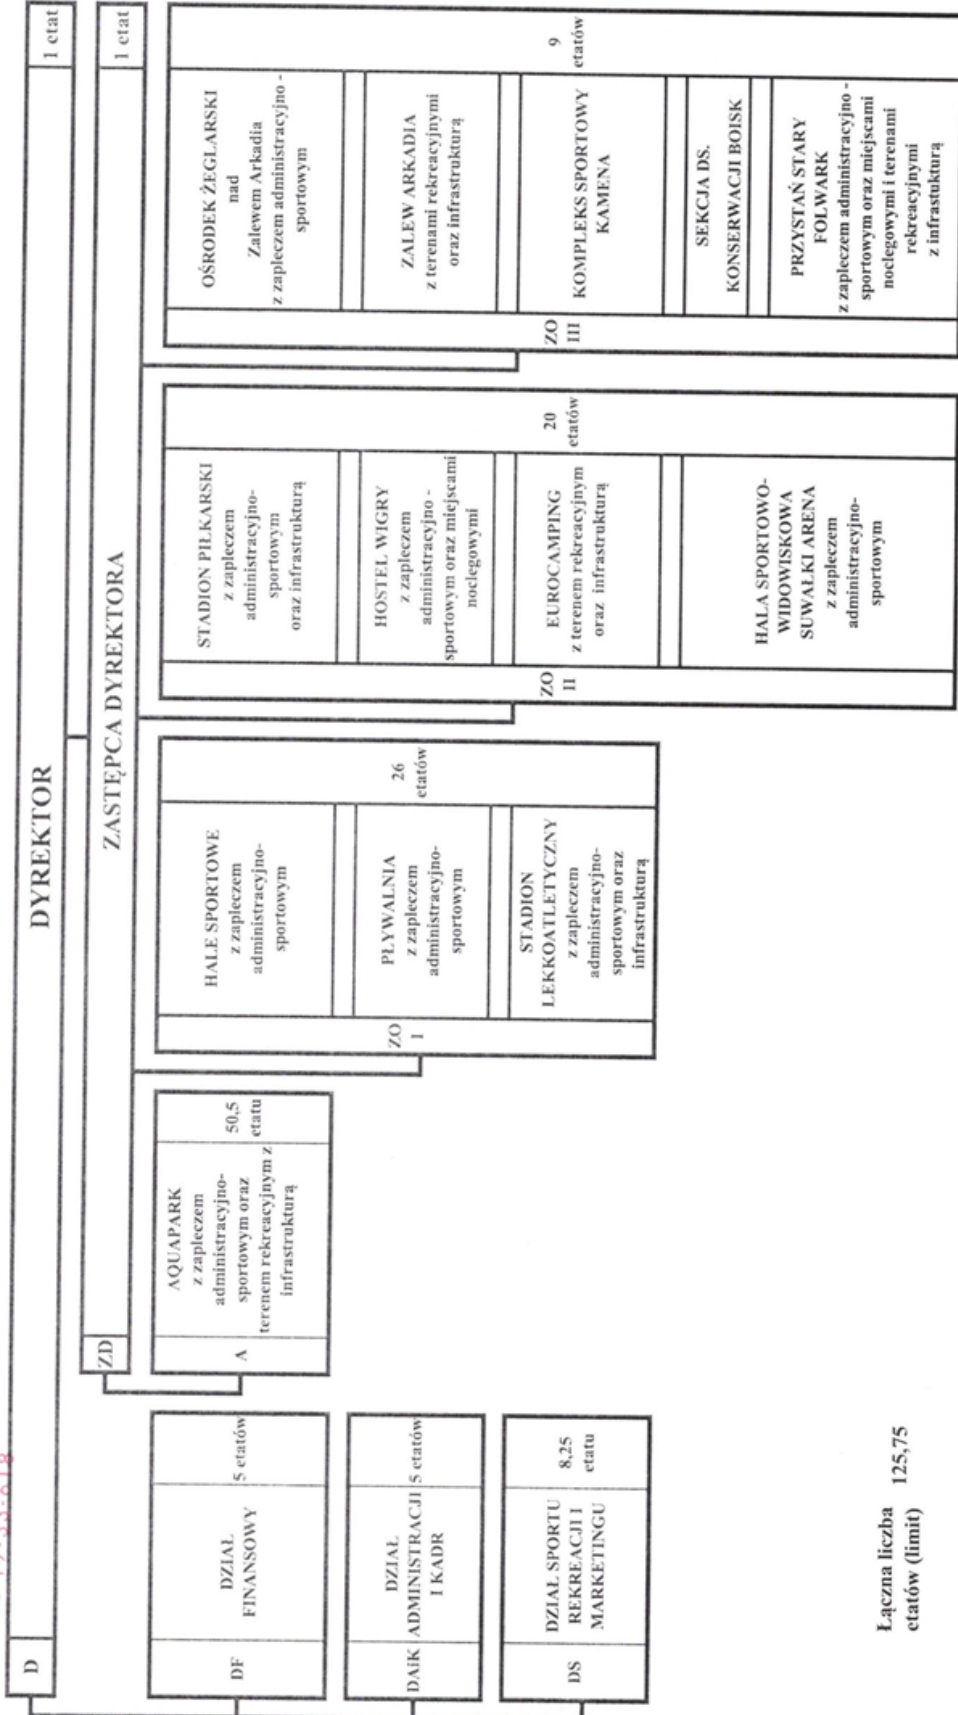 D
DYREKTOR
1 etat
ZD
ZASTĘPCA DYREKTORA
1 etat
DF
DZIAŁ
FINANSOWY
5 etatów
DAiK
DZIAŁ
ADMINISTRACJI
I KADR
5 etatów
DS
DZIAŁ SPORTU
REKREACJI I
MARKETINGU
8,25
etatu
A
AQUAPARK
z zapleczem
administracyjno-
sportowym oraz
terenem rekreacyjnym z
infrastrukturą
50,5
etatu
ZO
I
HALE SPORTOWE
z zapleczem
administracyjno-
sportowym
PŁYWALNIA
z zapleczem
administracyjno-
sportowym
STADION
LEKKOATLETYCZNY
z zapleczem
administracyjno-
sportowym oraz
infrastrukturą
26
etatów
ZO
II
STADION PIŁKARSKI
z zapleczem
administracyjno-
sportowym
oraz infrastrukturą
HOSTEL WIGRY
z zapleczem
administracyjno -
sportowym oraz miejscami
noclegowymi
EUROCAMPING
z terenem rekreacyjnym
oraz infrastrukturą
HALA SPORTOWO-
WIDOWISKOWA
SUWAŁKI ARENA
z zapleczem
administracyjno-
sportowym
20
etatów
ZO
III
OŚRODEK ŻEGLARSKI
nad
Zalewem Arkadia
z zapleczem administracyjno -
sportowym
ZALEW ARKADIA
z terenami rekreacyjnymi
oraz infrastrukturą
KOMPLEKS SPORTOWY
KAMENA
SEKCJA DS.
KONSERWACJI BOISK
PRZYSTAŃ STARY
FOLWARK
z zapleczem administracyjno -
sportowym oraz miejscami
noclegowymi i terenami
rekreacyjnymi
z infrastukturą
9
etatów
Łączna liczba 125,75
etatów (limit)